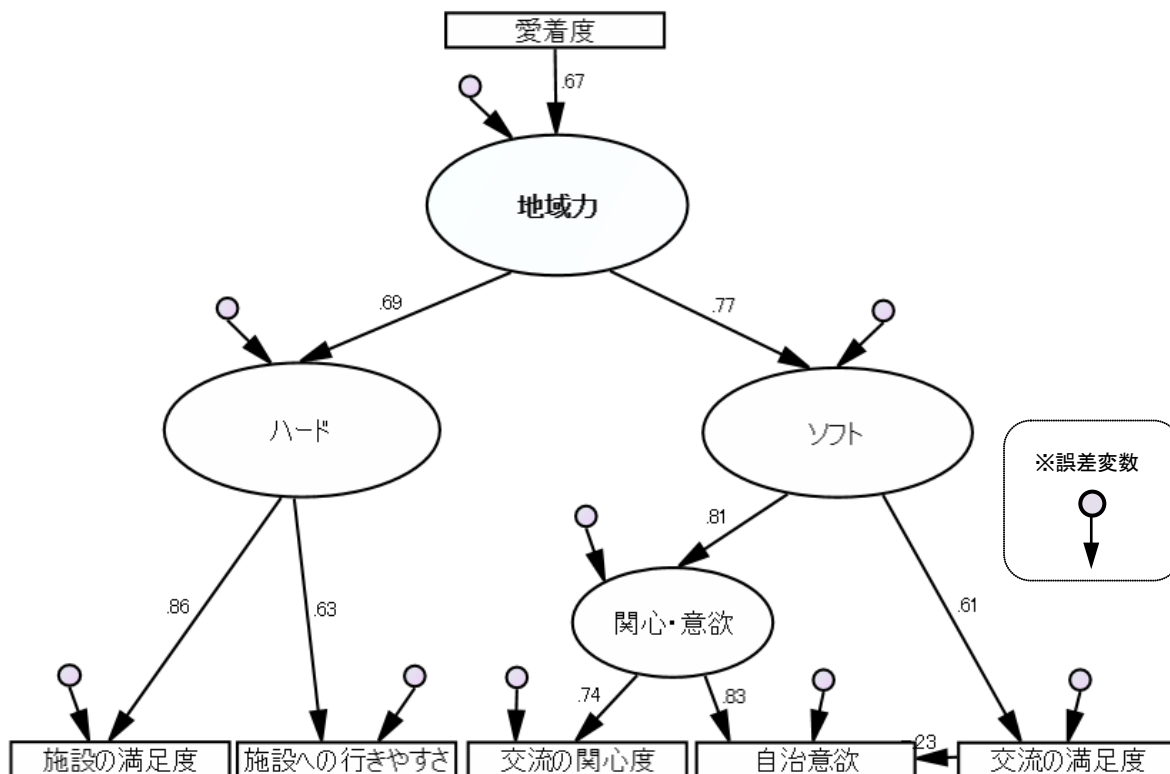 愛着度
.67
地域力
.69
.77
ハード
ソフト
※誤差変数
.81
.86
.63
関心・意欲
.61
.74
.83
施設の満足度
施設への行きやすさ
交流の関心度
自治意欲
-.23
交流の満足度